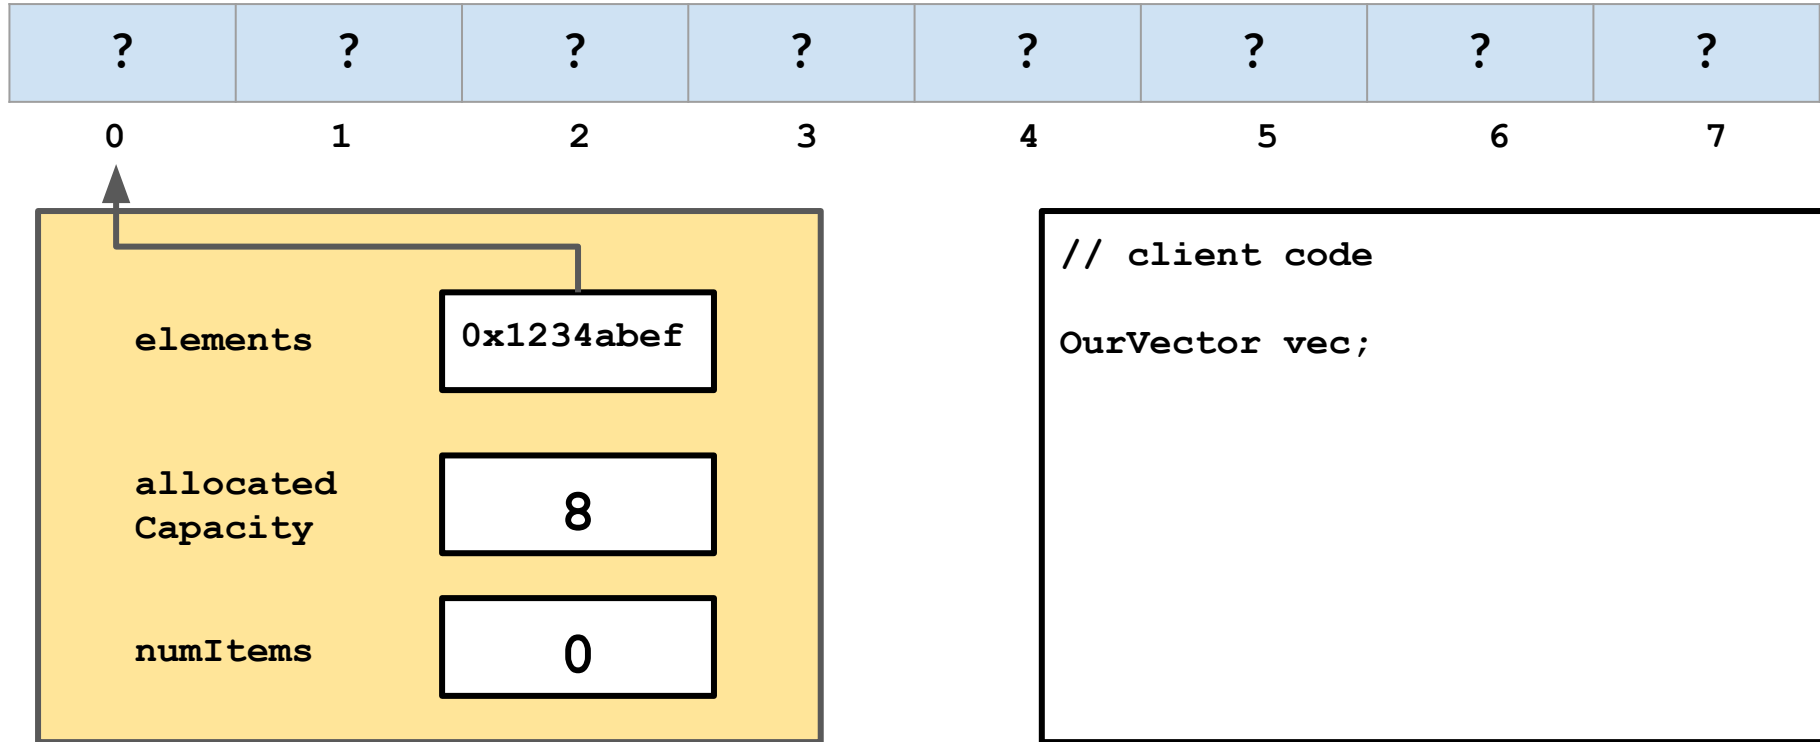 ? ? ? ? ? ? ? ?
0 1 2 3 4 5 6 7
elements 0x1234abef
allocated
Capacity 8
numItems 0
// client code
OurVector vec;